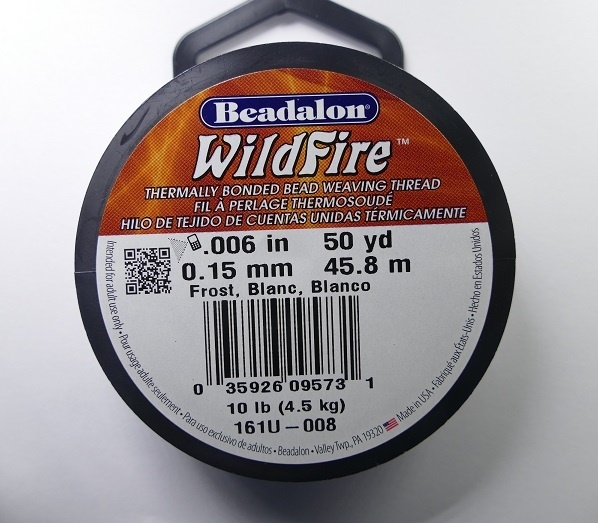 Beadalon®
WildFire™
THERMALLY BONDED BEAD WEAVING THREAD
FIL À PERLAGE THERMOSOUDÉ
HILO DE TEJIDO DE CUENTAS UNIDAS TÉRMICAMENTE
.006 in 50 yd
0.15 mm 45.8 m
Frost, Blanc, Blanco
0 35926 09573 1
10 lb (4.5 kg)
161U-008
Intended for adult use only • Pour usage adulte seulement • Para uso exclusivo de adultos • Beadalon • Valley Twp., PA 19320 Made in USA • Fabriqué aux États-Unis • Hecho en Estados Unidos